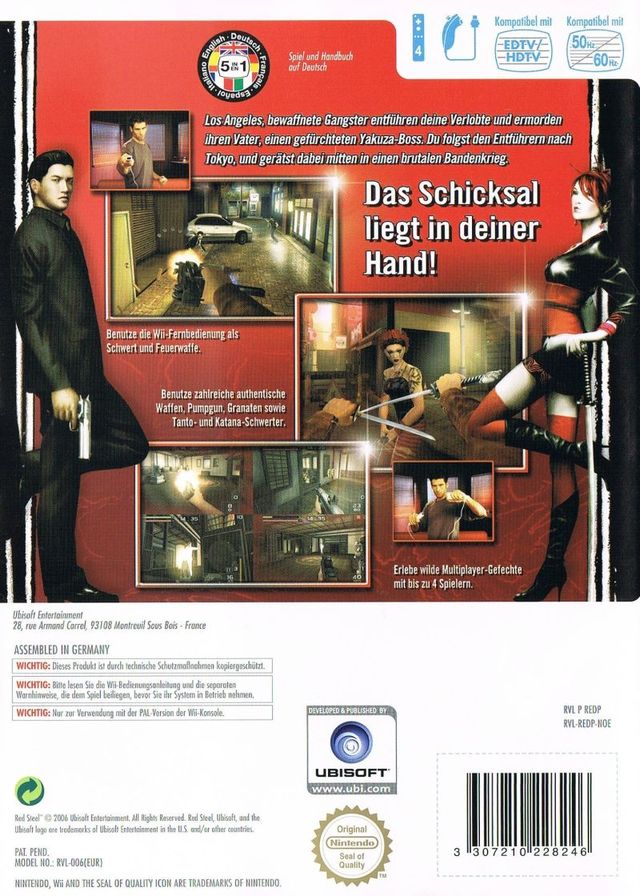 English · Deutsch · Français · Español · Italiano
5 in 1
EN
Spiel und Handbuch
auf Deutsch
4
Kompatibel mit
EDTV/
HDTV
Kompatibel mit
50Hz
60Hz
Los Angeles, bewaffnete Gangster entführen deine Verlobte und ermorden
ihren Vater, einen gefürchteten Yakuza-Boss. Du folgst den Entführern nach
Tokyo, und gerätst dabei mitten in einen brutalen Bandenkrieg.
Das Schicksal
liegt in deiner
Hand!
Benutze die Wii-Fernbedienung als
Schwert und Feuerwaffe.
Benutze zahlreiche authentische
Waffen, Pumpgun, Granaten sowie
Tanto- und Katana-Schwerter.
Erlebe wilde Multiplayer-Gefechte
mit bis zu 4 Spielern.
Ubisoft Entertainment
28, rue Armand Carrel, 93108 Montreuil Sous Bois - France
ASSEMBLED IN GERMANY
WICHTIG: Dieses Produkt ist durch technische Schutzmaßnahmen kopiergeschützt.
WICHTIG: Bitte lesen Sie die Wii-Bedienungsanleitung und die separaten
Warnhinweise, die dem Spiel beiliegen, bevor Sie ihr System in Betrieb nehmen.
WICHTIG: Nur zur Verwendung mit der PAL-Version der Wii-Konsole.
DEVELOPED & PUBLISHED BY
UBISOFT
www.ubi.com
RVL P REDP
RVL-REDP-NOE
Red Steel™ © 2006 Ubisoft Entertainment. All Rights Reserved. Red Steel, Ubisoft, and the
Ubisoft logo are trademarks of Ubisoft Entertainment in the U.S. and/or other countries.
Original
Nintendo
Seal of
Quality
3 307210 228246
PAT. PEND.
MODEL NO.: RVL-006(EUR)
NINTENDO, Wii AND THE SEAL OF QUALITY ICON ARE TRADEMARKS OF NINTENDO.